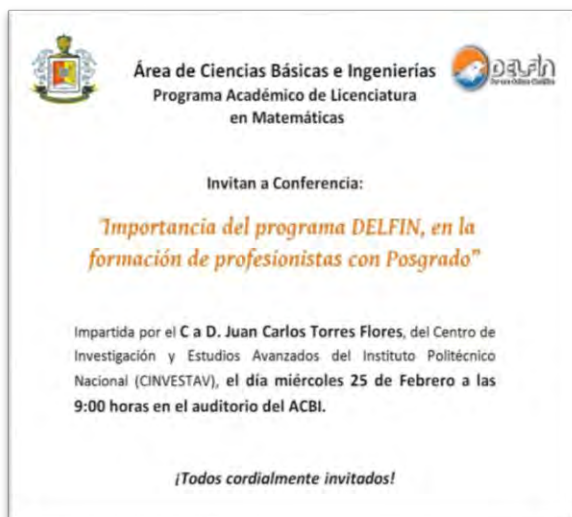 Área de Ciencias Básicas e Ingenierías
DELFIN
Programa Académico de Licenciatura
en Matemáticas
Invitan a Conferencia:
"Importancia del programa DELFIN, en la
formación de profesionistas con Posgrado"
Impartida por el C a D. Juan Carlos Torres Flores, del Centro de
Investigación y Estudios Avanzados del Instituto Politécnico
Nacional (CINVESTAV), el día miércoles 25 de Febrero a las
9:00 horas en el auditorio del ACBI.
¡Todos cordialmente invitados!